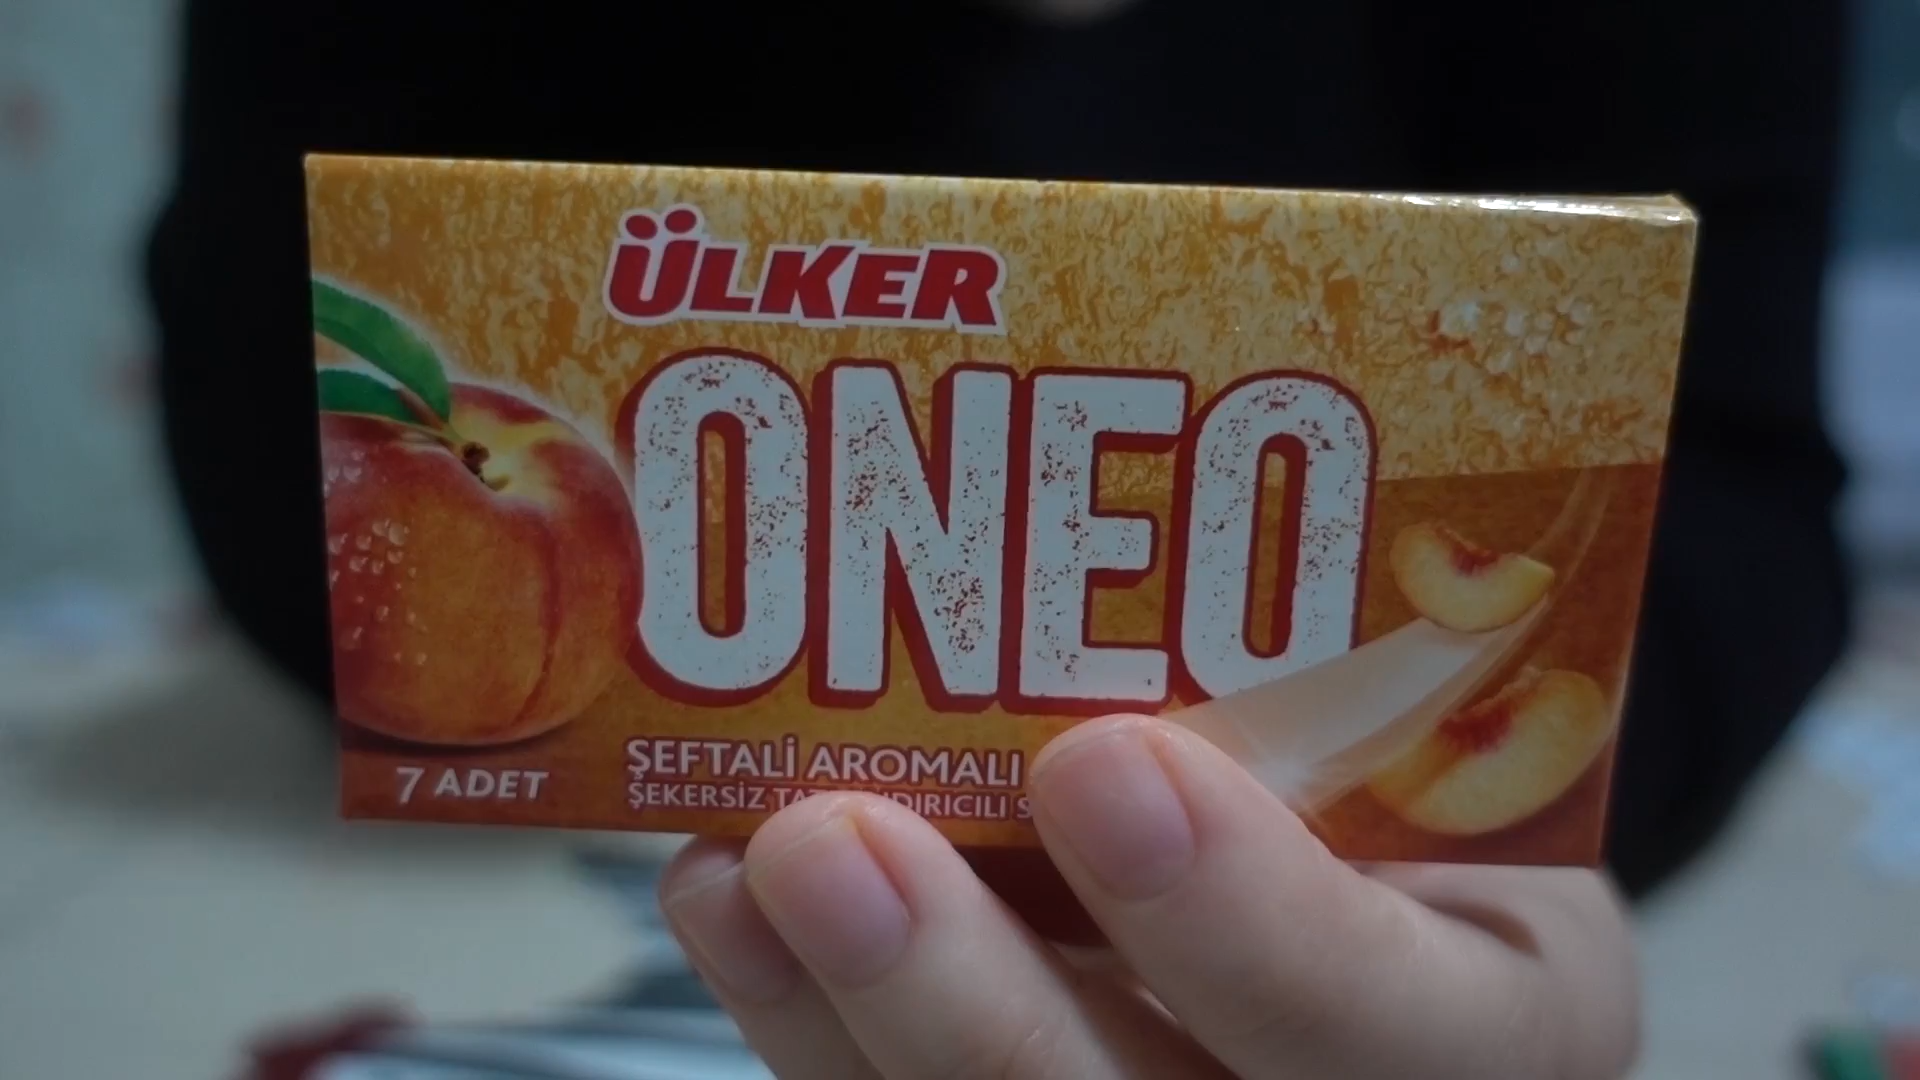 ÜLKER
ONEO
ŞEFTALİ AROMALI
ŞEKERSİZ
7 ADET